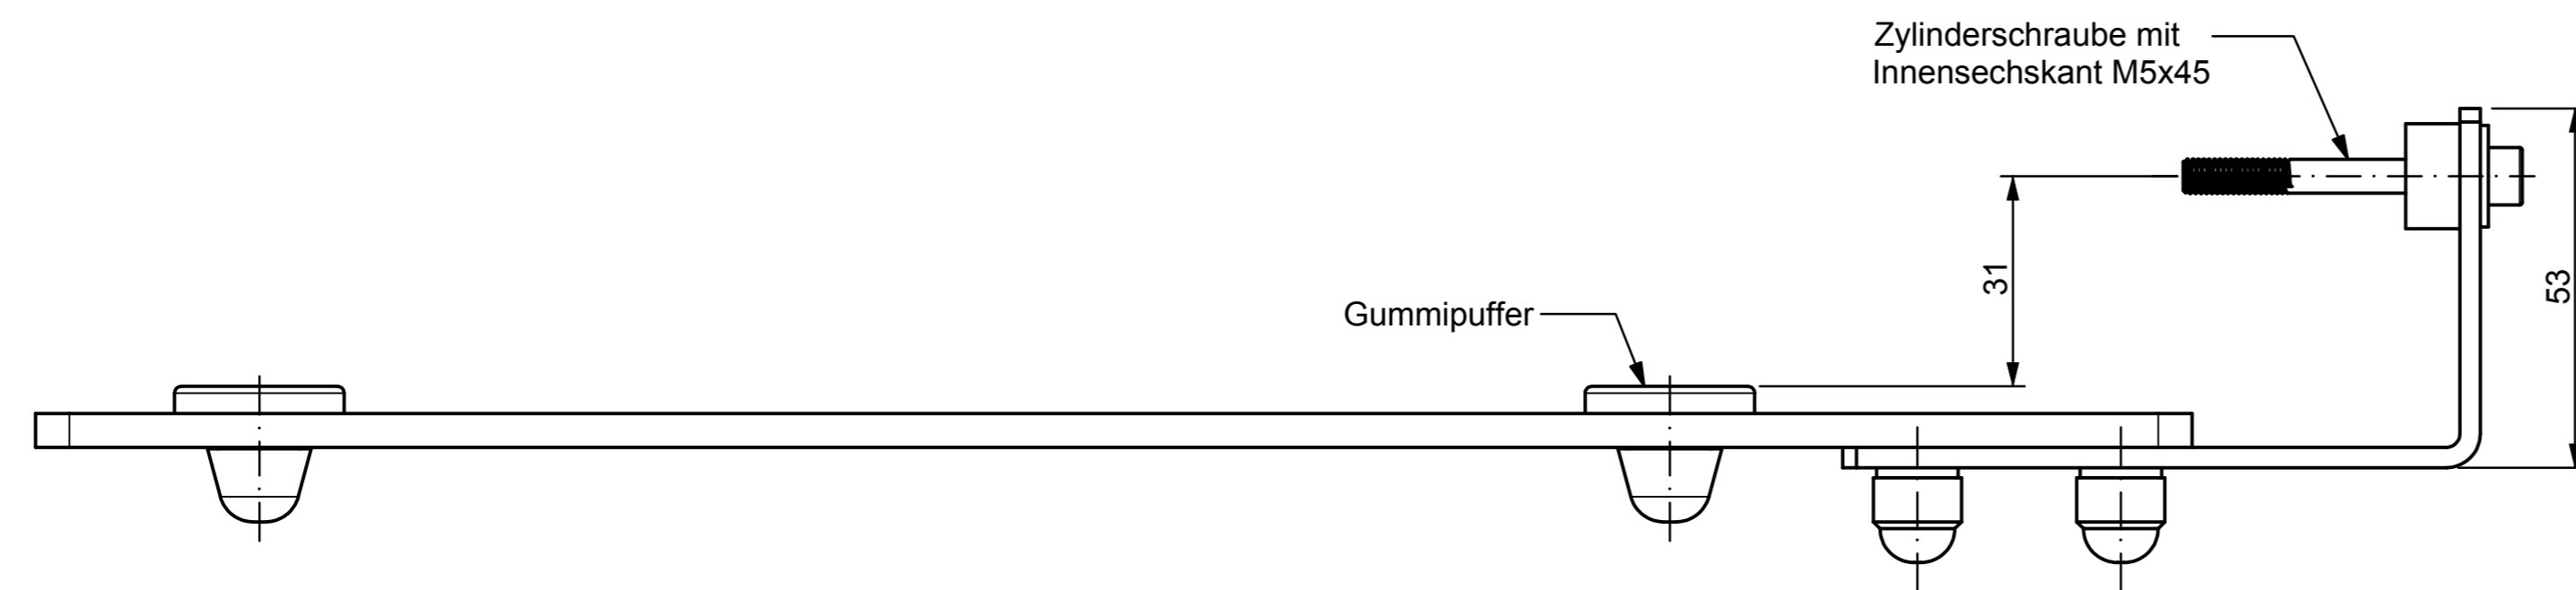 Zylinderschraube mit
Innensechskant M5x45
31
53
Gummipuffer